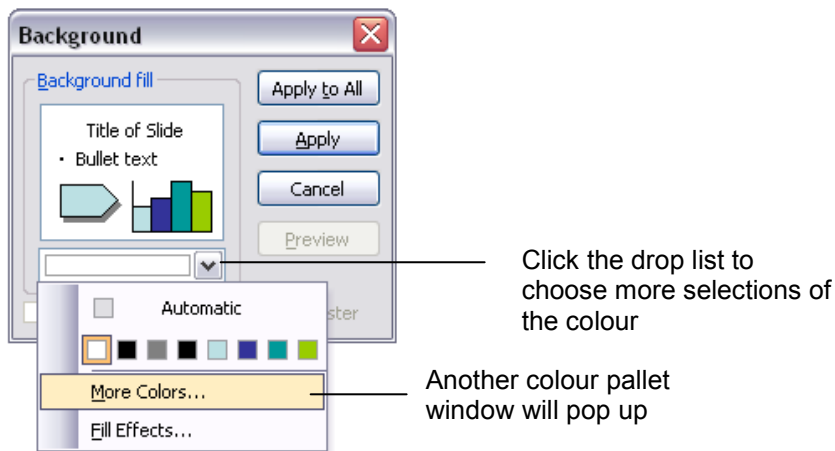 Background
Background fill
Apply to All
Title of Slide
• Bullet text
Apply
Cancel
Preview
Click the drop list to
choose more selections of
the colour
Automatic
ster
More Colors...
Another colour pallet
window will pop up
Fill Effects...